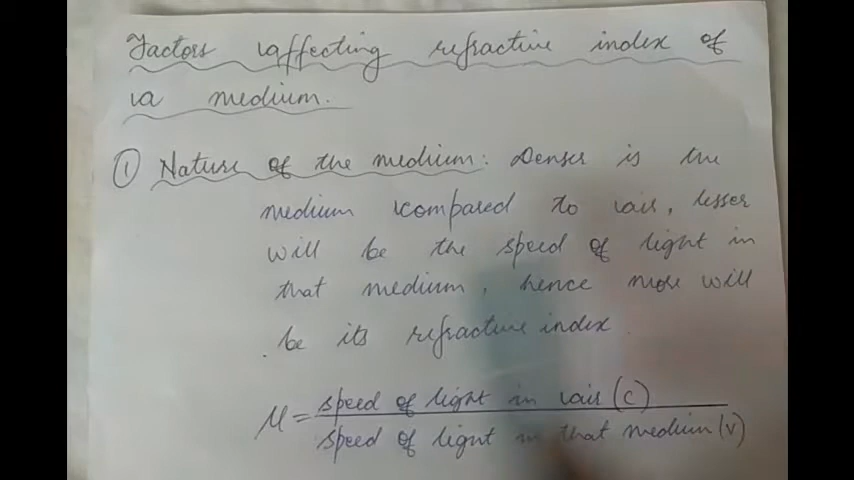 Factors affecting refractive index of
a medium.
① Nature of the medium: Denser is the
medium compared to air, lesser
will be the speed of light in
that medium, hence more will
be its refractive index.
μ = speed of light in air (c)
speed of light in that medium (v)